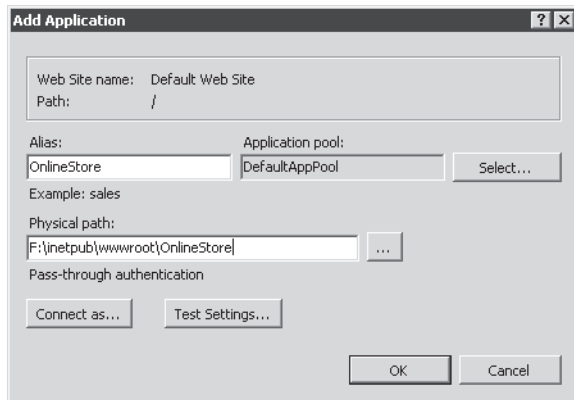 Add Application
Web Site name: Default Web Site
Path: /
Alias: Application pool:
OnlineStore DefaultAppPool Select...
Example: sales
Physical path:
F:\inetpub\wwwroot\OnlineStore ...
Pass-through authentication
Connect as... Test Settings...
OK Cancel